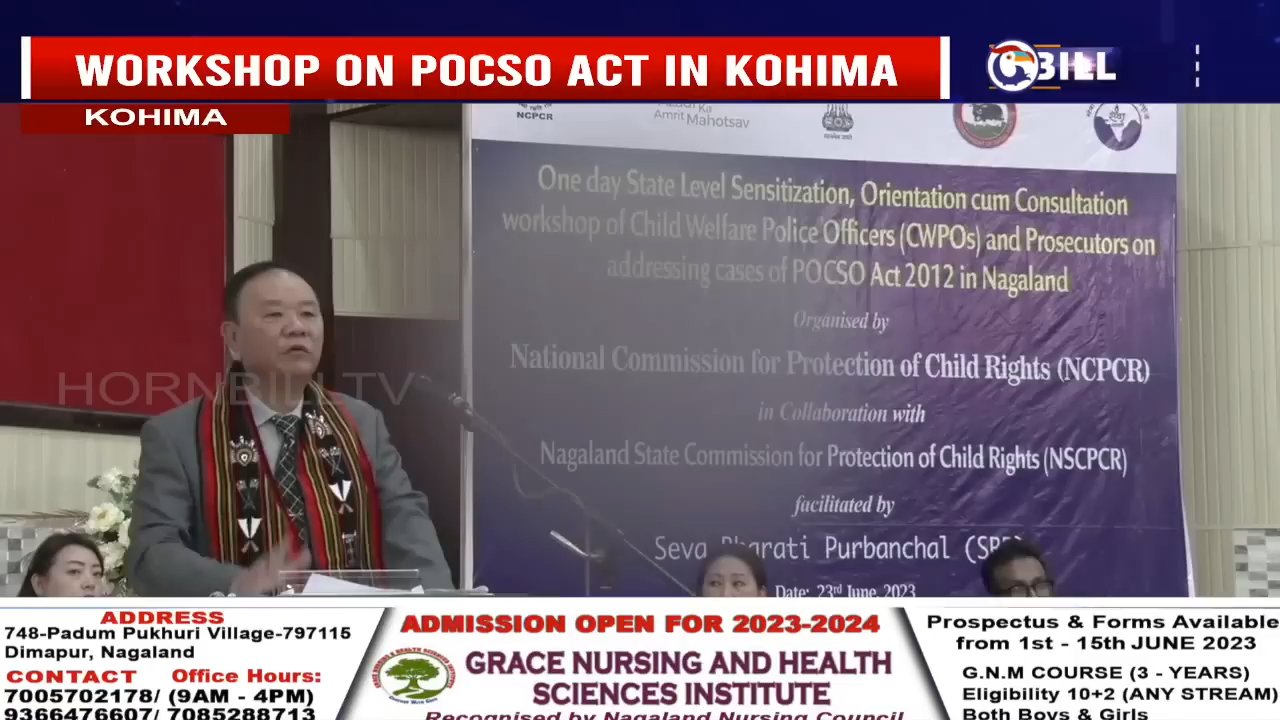 WORKSHOP ON POCSO ACT IN KOHIMA
BILL
KOHIMA
NCPCR
Amrit Mahotsav
One day State Level Sensitization, Orientation cum Consultation
workshop of Child Welfare Police Officers (CWPOs) and Prosecutors on
addressing cases of POCSO Act 2012 in Nagaland
Organised by
National Commission for Protection of Child Rights (NCPCR)
in Collaboration with
Nagaland State Commission for Protection of Child Rights (NSCPCR)
facilitated by
Seva Bharati Purbanchal
Date: 23rd June, 2023
HORNBILL TV
ADDRESS
748-Padum Pukhuri Village-797115
Dimapur, Nagaland
CONTACT Office Hours:
7005702178/ (9AM - 4PM)
9366476607/ 7085288713
ADMISSION OPEN FOR 2023-2024
GRACE NURSING AND HEALTH
SCIENCES INSTITUTE
Recognised by Nagaland Nursing Council
Prospectus & Forms Available
from 1st - 15th JUNE 2023
G.N.M COURSE (3 - YEARS)
Eligibility 10+2 (ANY STREAM)
Both Boys & Girls